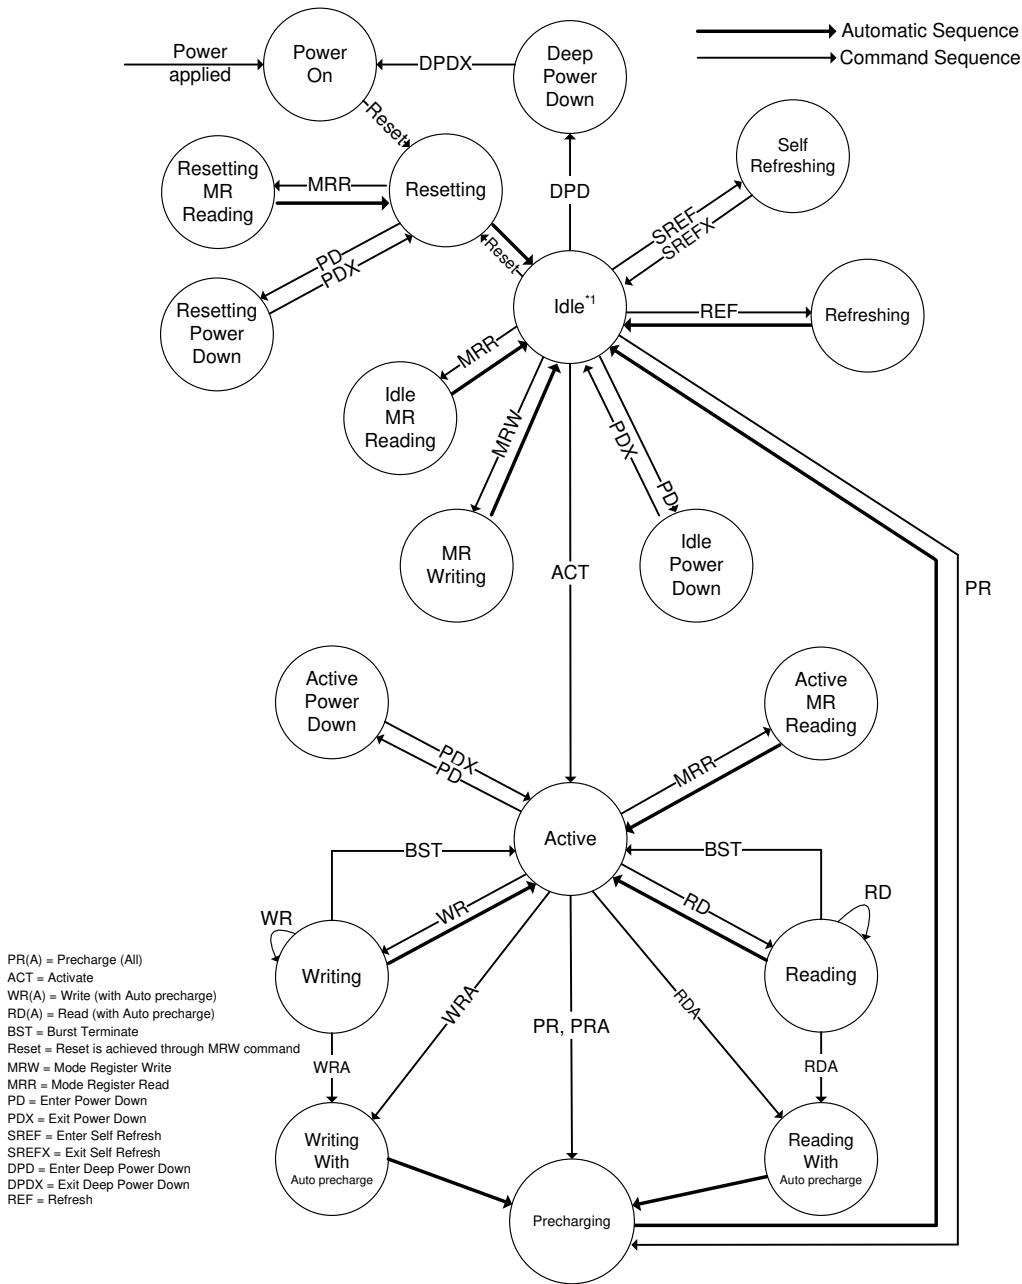 Power
applied
Power
On
DPDX
Deep
Power
Down
Automatic Sequence
Command Sequence
Reset
Resetting
MR
Reading
MRR
Resetting
DPD
Self
Refreshing
SREF
SREFX
PD
PDX
Reset
Resetting
Power
Down
Idle*1
REF
Refreshing
MRR
Idle
MR
Reading
MRW
PDX
PD
MR
Writing
ACT
Idle
Power
Down
PR
Active
Power
Down
Active
MR
Reading
PDX
PD
MRR
Active
BST
BST
WR
WR
RD
RD
Writing
Reading
WRA
PR, PRA
RDA
WRA
RDA
Writing
With
Auto precharge
Reading
With
Auto precharge
Precharging
PR(A) = Precharge (All)
ACT = Activate
WR(A) = Write (with Auto precharge)
RD(A) = Read (with Auto precharge)
BST = Burst Terminate
Reset = Reset is achieved through MRW command
MRW = Mode Register Write
MRR = Mode Register Read
PD = Enter Power Down
PDX = Exit Power Down
SREF = Enter Self Refresh
SREFX = Exit Self Refresh
DPD = Enter Deep Power Down
DPDX = Exit Deep Power Down
REF = Refresh